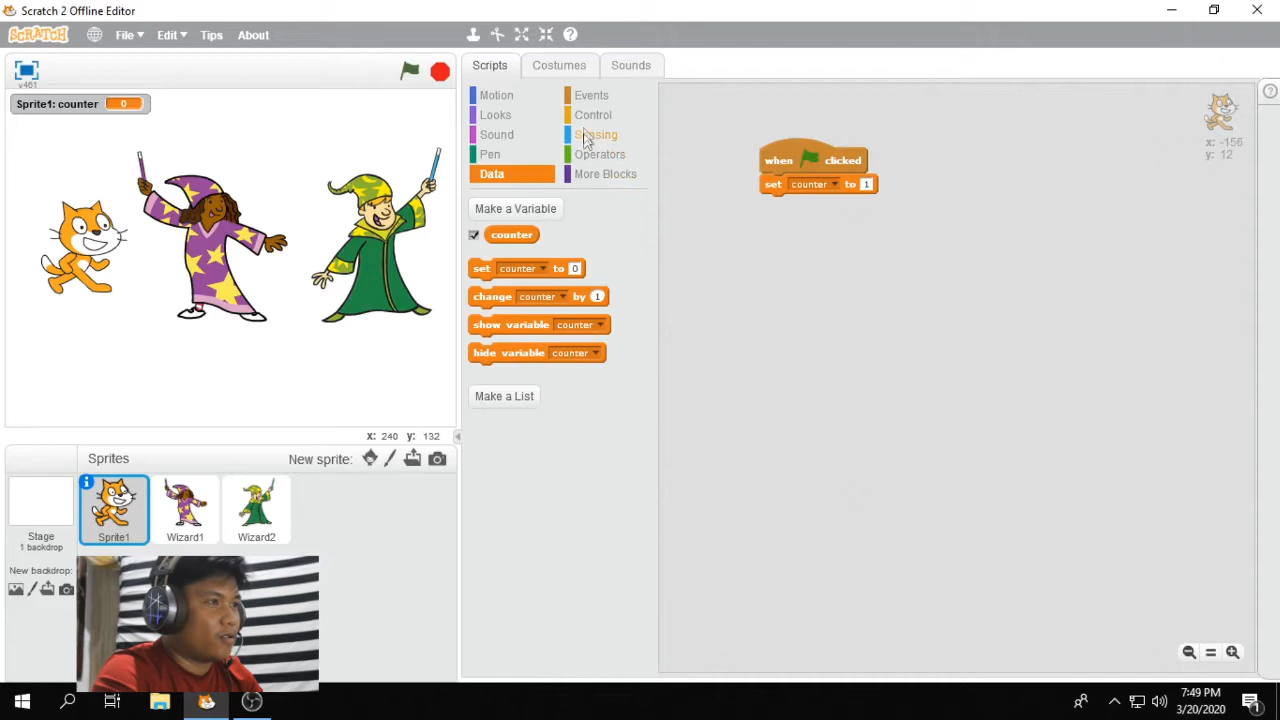 Scratch 2 Offline Editor
SCRATCH File Edit Tips About
v461
Scripts Costumes Sounds
Sprite1: counter 0
Motion Events
Looks Control
Sound Sensing
Pen Operators
Data More Blocks
Make a Variable
counter
set counter to 0
change counter by 1
show variable counter
hide variable counter
Make a List
when clicked
set counter to 1
x: -156
y: 12
x: 240 y: 132
Sprites New sprite:
Stage
1 backdrop
New backdrop:
Sprite1 Wizard1 Wizard2
7:49 PM
3/20/2020
1